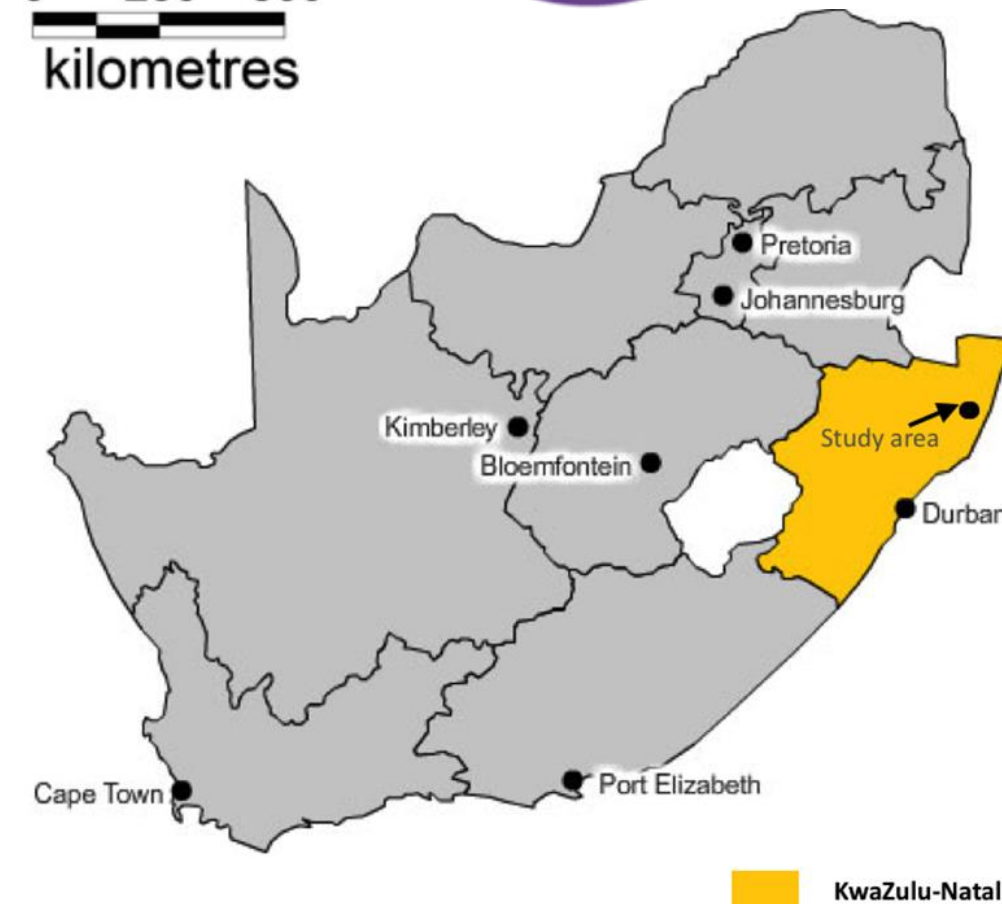 kilometres
Pretoria
Johannesburg
Kimberley
Study area
Bloemfontein
Durban
Cape Town
Port Elizabeth
KwaZulu-Natal